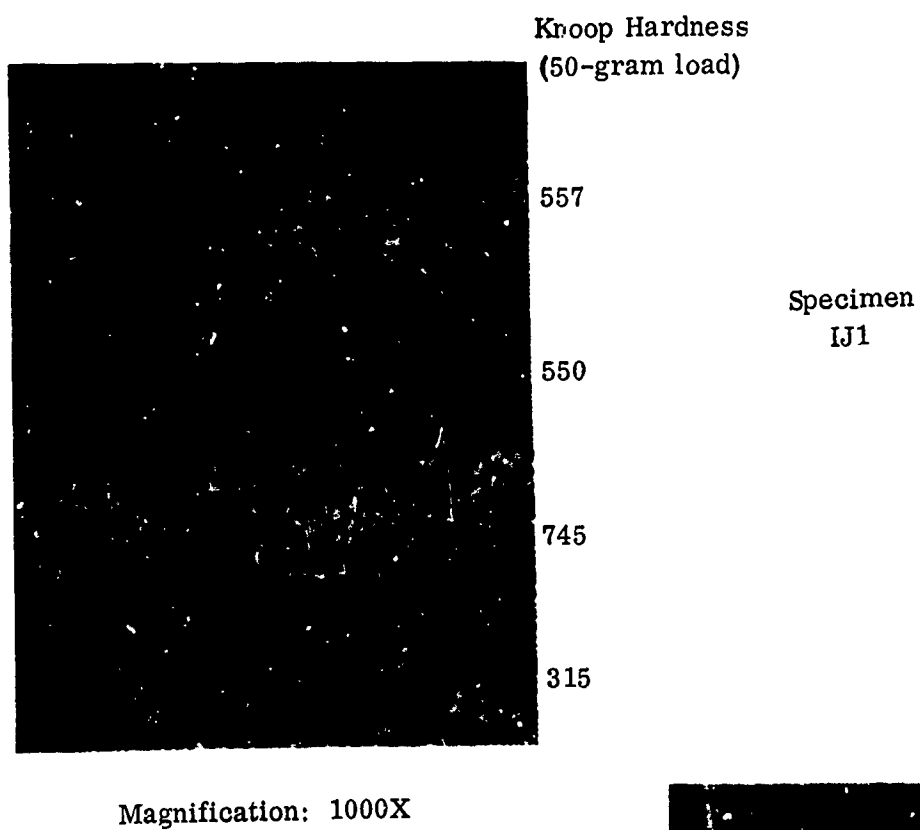 Knoop Hardness
(50-gram load)
557
Specimen
IJ1
550
745
315
Magnification: 1000X